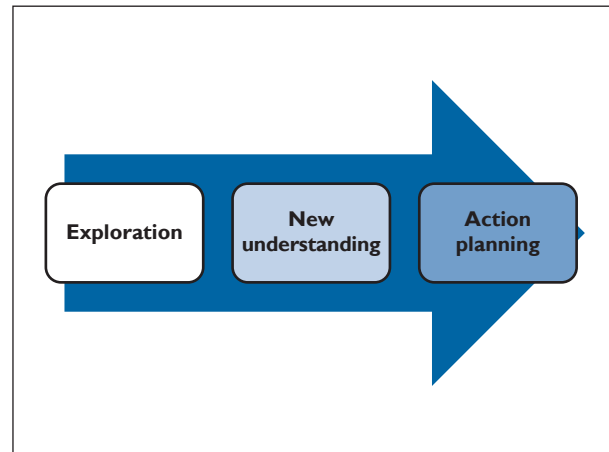 Exploration
New
understanding
Action
planning